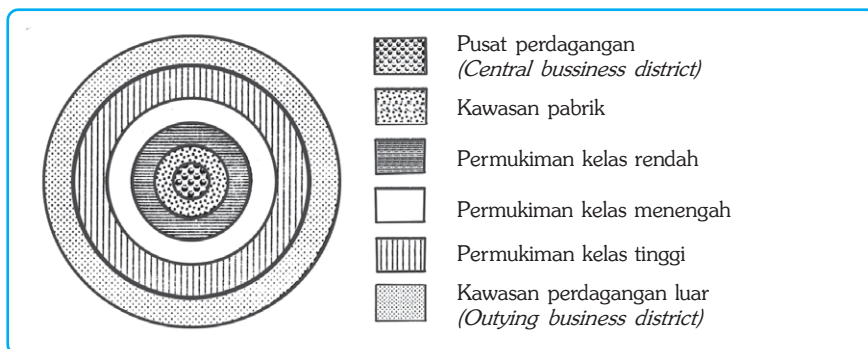 Pusat perdagangan
(Central bussiness district)
Kawasan pabrik
Permukiman kelas rendah
Permukiman kelas menengah
Permukiman kelas tinggi
Kawasan perdagangan luar
(Outying business district)